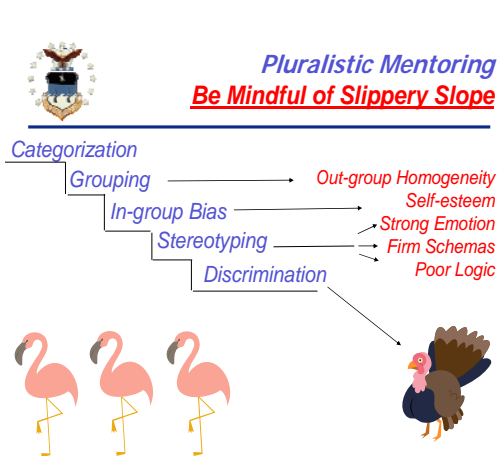 Pluralistic Mentoring
Be Mindful of Slippery Slope
Categorization
Grouping
Out-group Homogeneity
In-group Bias
Self-esteem
Stereotyping
Strong Emotion
Firm Schemas
Poor Logic
Discrimination